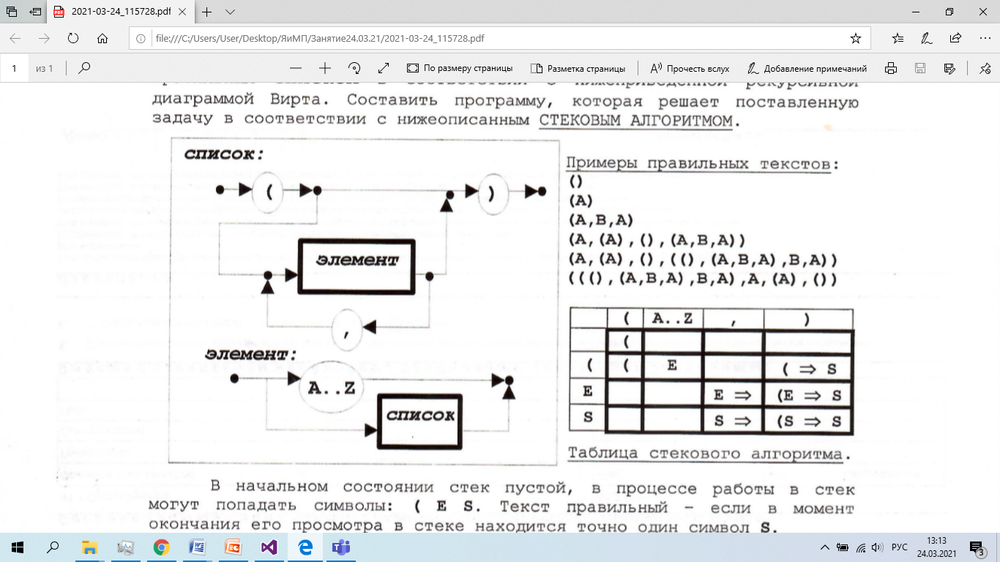 2021-03-24_115728.pdf
file:///C:/Users/User/Desktop/ЯиМП/Занятие24.03.21/2021-03-24_115728.pdf
1 из 1
По размеру страницы
Разметка страницы
Прочесть вслух
Добавление примечаний
диаграммой Вирта. Составить программу, которая решает поставленную
задачу в соответствии с нижеописанным СТЕКОВЫМ АЛГОРИТМОМ.
список:
(
)
элемент
,
элемент:
A..Z
список
Примеры правильных текстов:
()
(A)
(A,B,A)
(A,(A),(),(A,B,A))
(A,(A),(),((),(A,B,A),B,A))
(((),(A,B,A),B,A),A,(A),())
( A..Z , )
(
( ( E ( ⇒ S
E E ⇒ (E ⇒ S
S S ⇒ (S ⇒ S
Таблица стекового алгоритма.
В начальном состоянии стек пустой, в процессе работы в стек
могут попадать символы: ( E S. Текст правильный – если в момент
окончания его просмотра в стеке находится точно один символ S.
РУС
13:13
24.03.2021
3